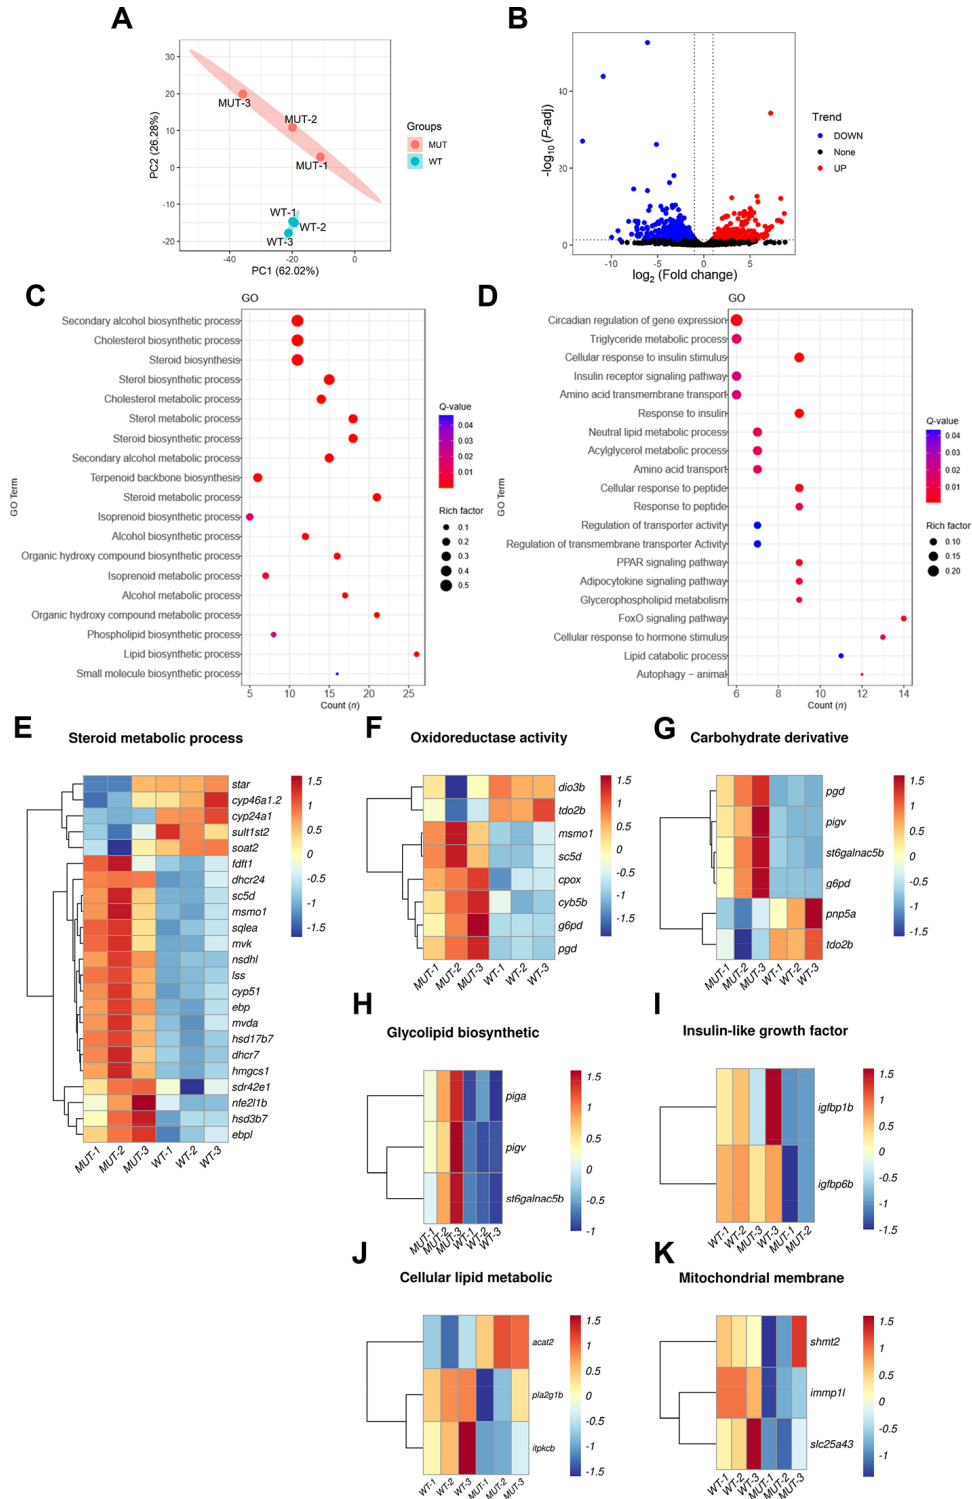 A
30
20
10
0
-10
-20
PC2 (26.28%)
MUT-3
MUT-2
MUT-1
WT-1
WT-2
WT-3
-40
-20
0
PC1 (62.02%)
Groups
MUT
WT
B
40
20
0
-log10 (P-adj)
-10
-5
0
5
log2 (Fold change)
Trend
DOWN
None
UP
C
GO
GO Term
Secondary alcohol biosynthetic process
Cholesterol biosynthetic process
Steroid biosynthesis
Sterol biosynthetic process
Cholesterol metabolic process
Sterol metabolic process
Steroid biosynthetic process
Secondary alcohol metabolic process
Terpenoid backbone biosynthesis
Steroid metabolic process
Isoprenoid biosynthetic process
Alcohol biosynthetic process
Organic hydroxy compound biosynthetic process
Isoprenoid metabolic process
Alcohol metabolic process
Organic hydroxy compound metabolic process
Phospholipid biosynthetic process
Lipid biosynthetic process
Small molecule biosynthetic process
5 10 15 20 25
Count (n)
Q-value
0.04
0.03
0.02
0.01
Rich factor
0.1
0.2
0.3
0.4
0.5
D
GO
GO Term
Circadian regulation of gene expression
Triglyceride metabolic process
Cellular response to insulin stimulus
Insulin receptor signaling pathway
Amino acid transmembrane transport
Response to insulin
Neutral lipid metabolic process
Acylglycerol metabolic process
Amino acid transport
Cellular response to peptide
Response to peptide
Regulation of transporter activity
Regulation of transmembrane transporter Activity
PPAR signaling pathway
Adipocytokine signaling pathway
Glycerophospholipid metabolism
FoxO signaling pathway
Cellular response to hormone stimulus
Lipid catabolic process
Autophagy − animal
6 8 10 12 14
Count (n)
Q-value
0.04
0.03
0.02
0.01
Rich factor
0.10
0.15
0.20
E
Steroid metabolic process
star
cyp46a1.2
cyp24a1
sult1st2
soat2
fdft1
dhcr24
sc5d
msmo1
sqlea
mvk
nsdhl
lss
cyp51
ebp
mvda
hsd17b7
dhcr7
hmgcs1
sdr42e1
nfe2l1b
hsd3b7
ebpl
MUT-1 MUT-2 MUT-3 WT-1 WT-2 WT-3
1.5
1
0.5
0
-0.5
-1
-1.5
F
Oxidoreductase activity
dio3b
tdo2b
msmo1
sc5d
cpox
cyb5b
g6pd
pgd
MUT-1 MUT-2 MUT-3 WT-1 WT-2 WT-3
1.5
1
0.5
0
-0.5
-1
-1.5
G
Carbohydrate derivative
pgd
pigv
st6galnac5b
g6pd
pnp5a
tdo2b
MUT-1 MUT-2 MUT-3 WT-1 WT-2 WT-3
1.5
1
0.5
0
-0.5
-1
-1.5
H
Glycolipid biosynthetic
piga
pigv
st6galnac5b
MUT-1 MUT-2 MUT-3 WT-1 WT-2 WT-3
1.5
1
0.5
0
-0.5
-1
I
Insulin-like growth factor
igfbp1b
igfbp6b
WT-1 WT-2 MUT-3 WT-3 MUT-1 MUT-2
1.5
1
0.5
0
-0.5
-1
-1.5
J
Cellular lipid metabolic
acat2
pla2g1b
itpkcb
WT-1 WT-2 WT-3 MUT-1 MUT-2 MUT-3
1.5
1
0.5
0
-0.5
-1
-1.5
K
Mitochondrial membrane
shmt2
immp1l
slc25a43
WT-1 WT-2 WT-3 MUT-1 MUT-2 MUT-3
1.5
1
0.5
0
-0.5
-1